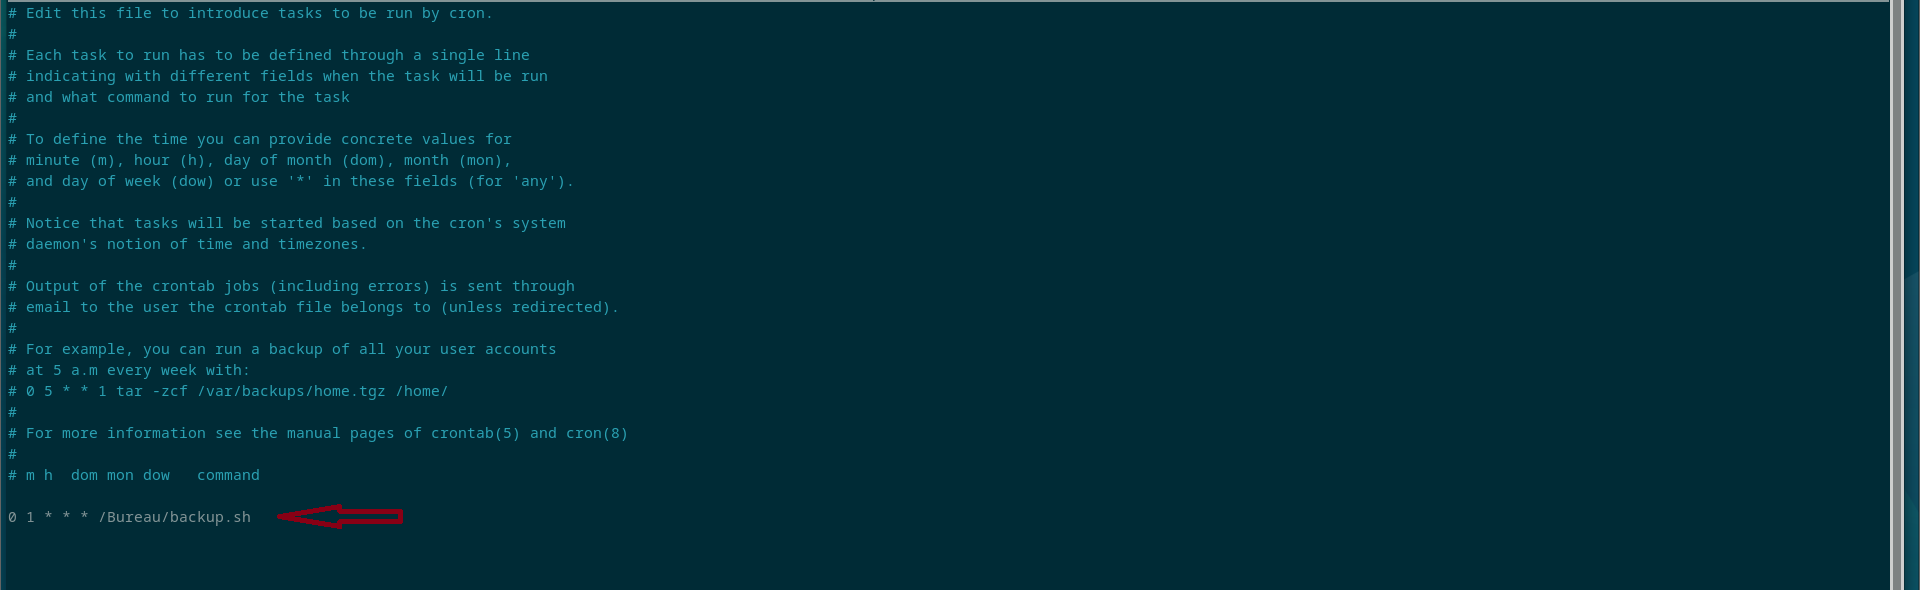 # Edit this file to introduce tasks to be run by cron.
#
# Each task to run has to be defined through a single line
# indicating with different fields when the task will be run
# and what command to run for the task
#
# To define the time you can provide concrete values for
# minute (m), hour (h), day of month (dom), month (mon),
# and day of week (dow) or use '*' in these fields (for 'any').
#
# Notice that tasks will be started based on the cron's system
# daemon's notion of time and timezones.
#
# Output of the crontab jobs (including errors) is sent through
# email to the user the crontab file belongs to (unless redirected).
#
# For example, you can run a backup of all your user accounts
# at 5 a.m every week with:
# 0 5 * * 1 tar -zcf /var/backups/home.tgz /home/
#
# For more information see the manual pages of crontab(5) and cron(8)
#
# m h  dom mon dow   command
0 1 * * * /Bureau/backup.sh